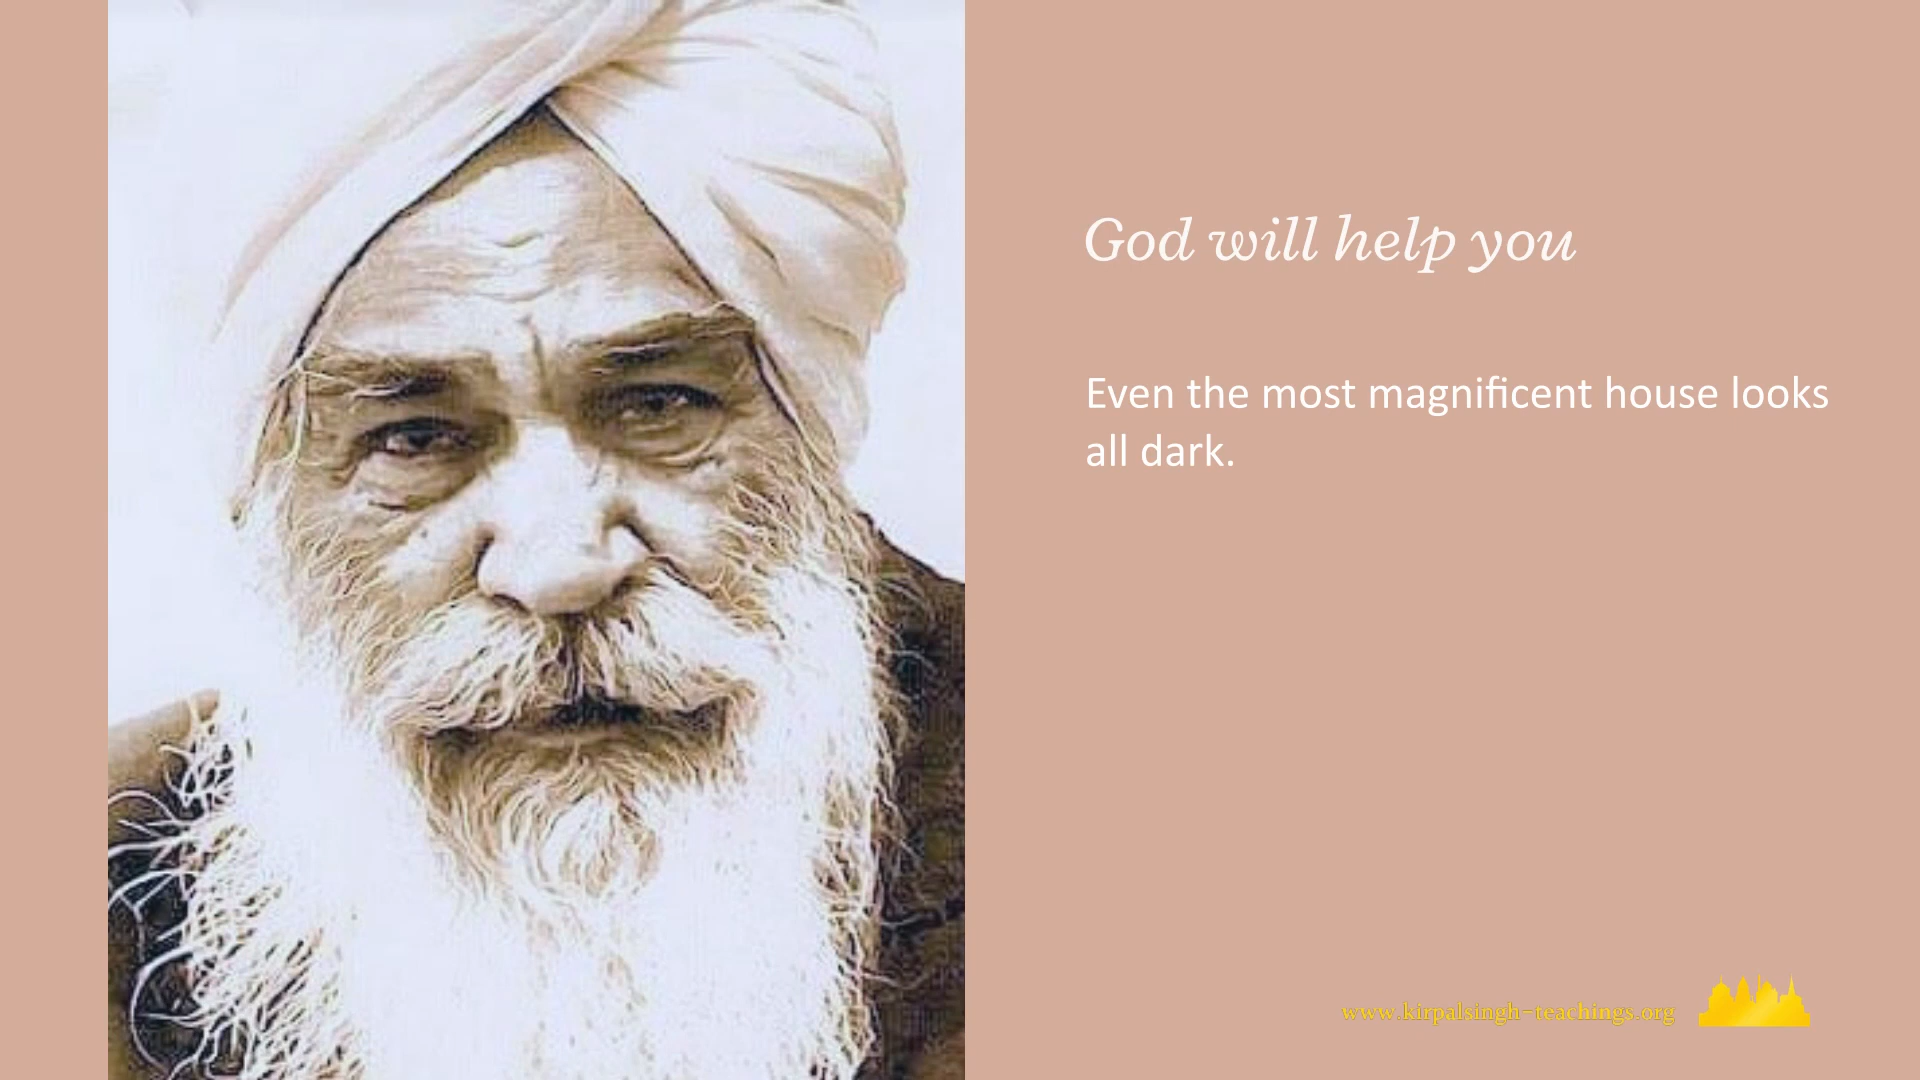 God will help you
Even the most magnificent house looks
all dark.
www.kirpalsingh-teachings.org